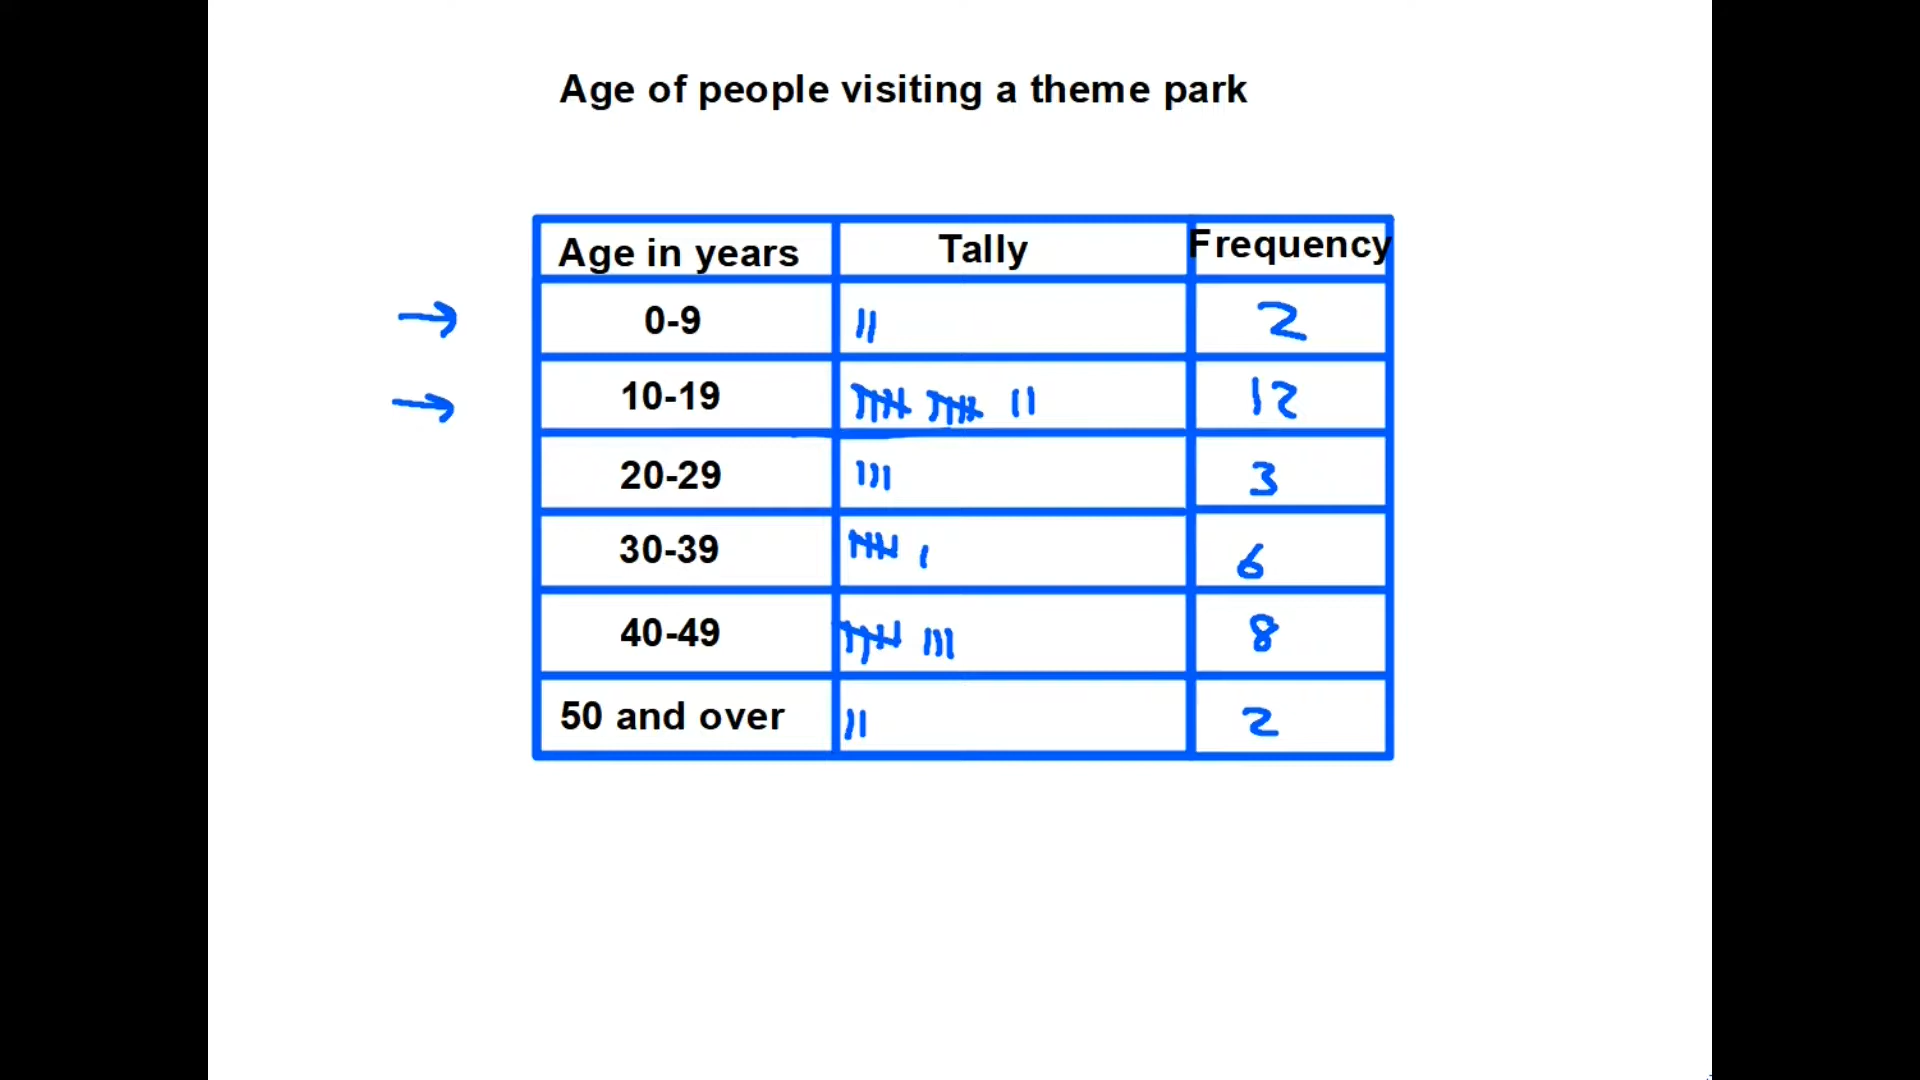 Age of people visiting a theme park
Age in years Tally Frequency
0-9 2
10-19 12
20-29 3
30-39 6
40-49 8
50 and over 2